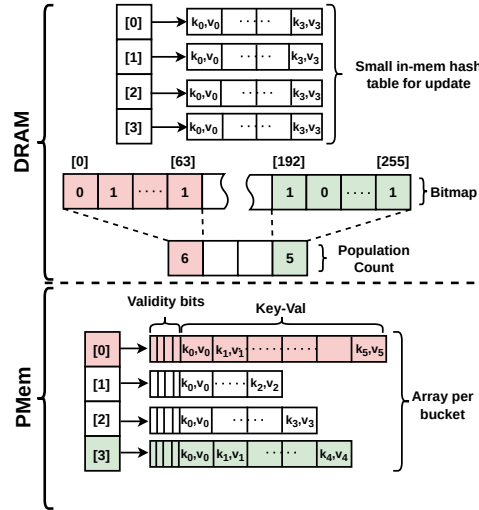 DRAM
[0] k0,v0 ..... k3,v3
[1] k0,v0 ..... k3,v3
[2] k0,v0 ..... k3,v3
[3] k0,v0 ..... k3,v3
Small in-mem hash
table for update
[0] [63] [192] [255]
0 1 ..... 1 1 0 ..... 1 Bitmap
6 5 Population
Count
PMem
Validity bits Key-Val
[0] k0,v0 k1,v1 ..... ..... k5,v5
[1] k0,v0 ..... k2,v2
[2] k0,v0 ..... k3,v3
[3] k0,v0 k1,v1 ..... k4,v4
Array per
bucket